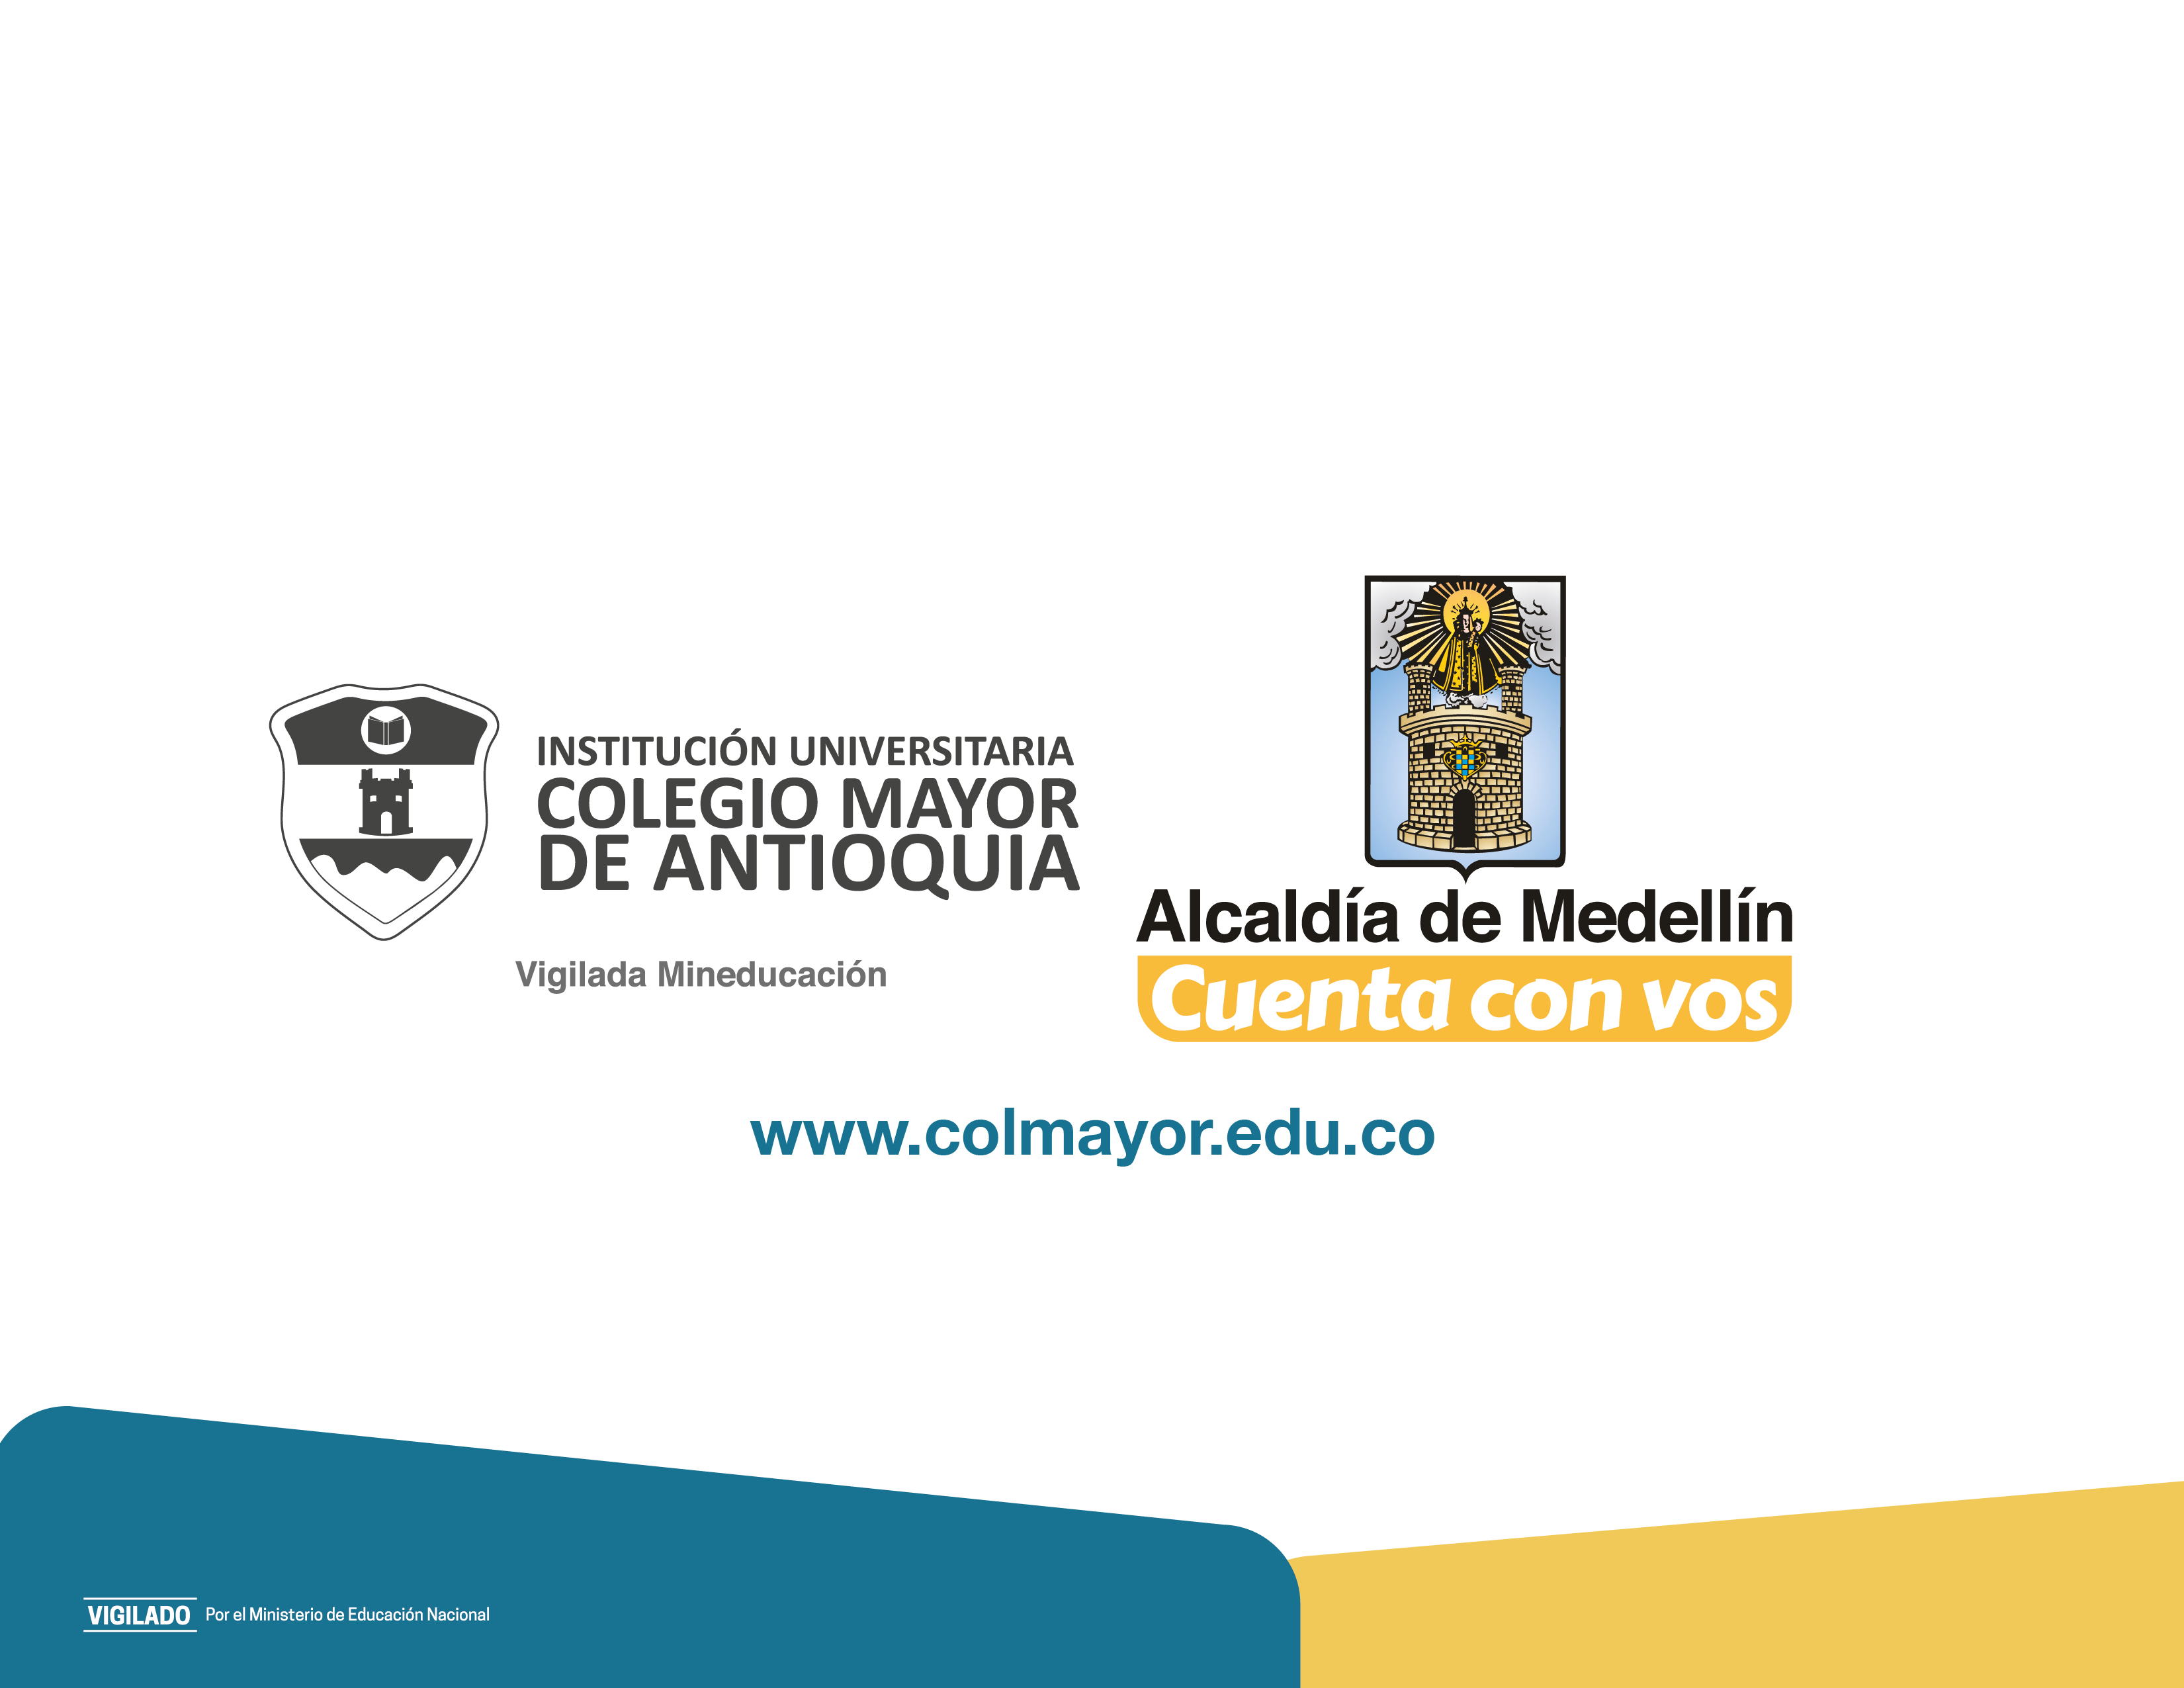 INSTITUCIÓN UNIVERSITARIA
COLEGIO MAYOR
DE ANTIOQUIA
Vigilada Mineducación
Alcaldía de Medellín
Cuenta con vos
www.colmayor.edu.co
VIGILADO Por el Ministerio de Educación Nacional